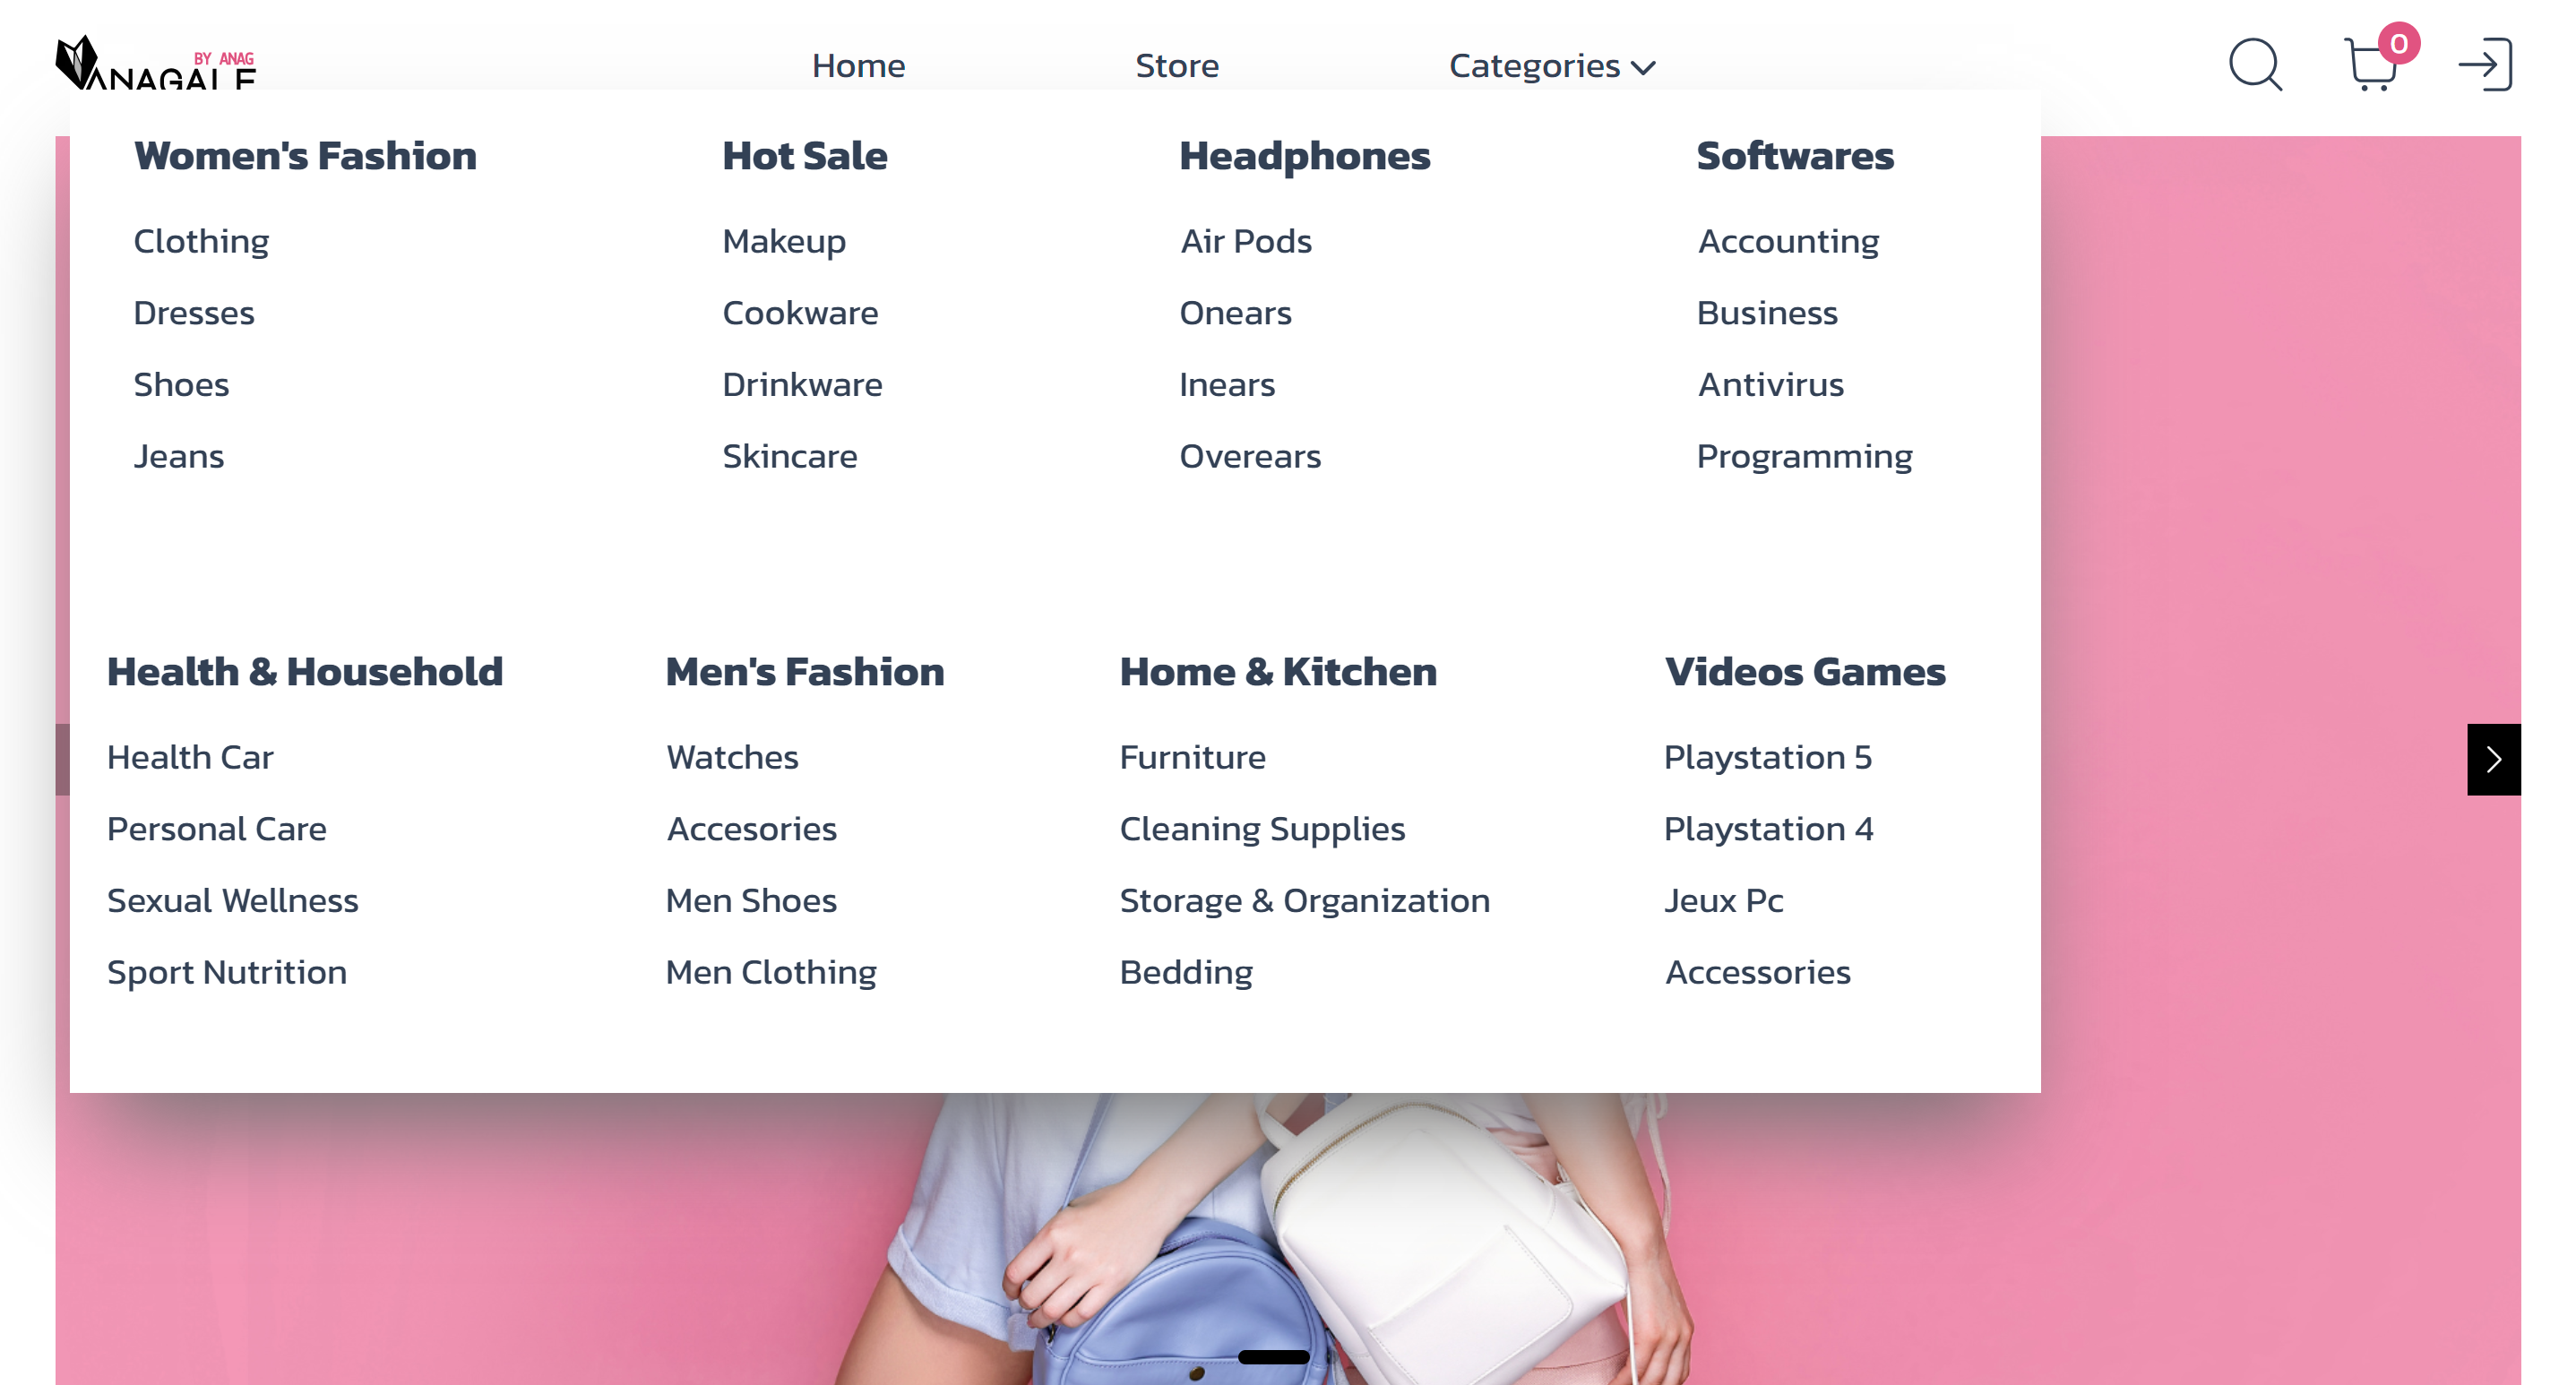 BY ANAG
ANAGALE
Home
Store
Categories
0
Women's Fashion
Clothing
Dresses
Shoes
Jeans
Hot Sale
Makeup
Cookware
Drinkware
Skincare
Headphones
Air Pods
Onears
Inears
Overears
Softwares
Accounting
Business
Antivirus
Programming
Health & Household
Health Car
Personal Care
Sexual Wellness
Sport Nutrition
Men's Fashion
Watches
Accesories
Men Shoes
Men Clothing
Home & Kitchen
Furniture
Cleaning Supplies
Storage & Organization
Bedding
Videos Games
Playstation 5
Playstation 4
Jeux Pc
Accessories